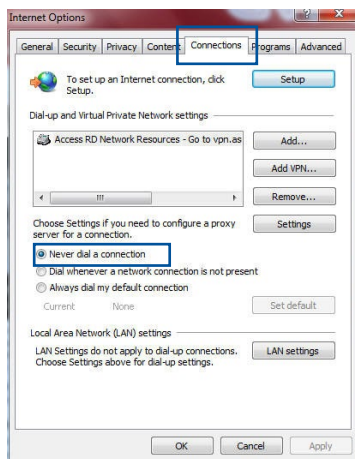 Internet Options
General Security Privacy Content Connections Programs Advanced
To set up an Internet connection, click
Setup.
Setup
Dial-up and Virtual Private Network settings
Access RD Network Resources - Go to vpn.as
Add...
Add VPN...
Remove...
Choose Settings if you need to configure a proxy
server for a connection.
Settings
Never dial a connection
Dial whenever a network connection is not present
Always dial my default connection
Current None
Set default
Local Area Network (LAN) settings
LAN Settings do not apply to dial-up connections.
Choose Settings above for dial-up settings.
LAN settings
OK Cancel Apply